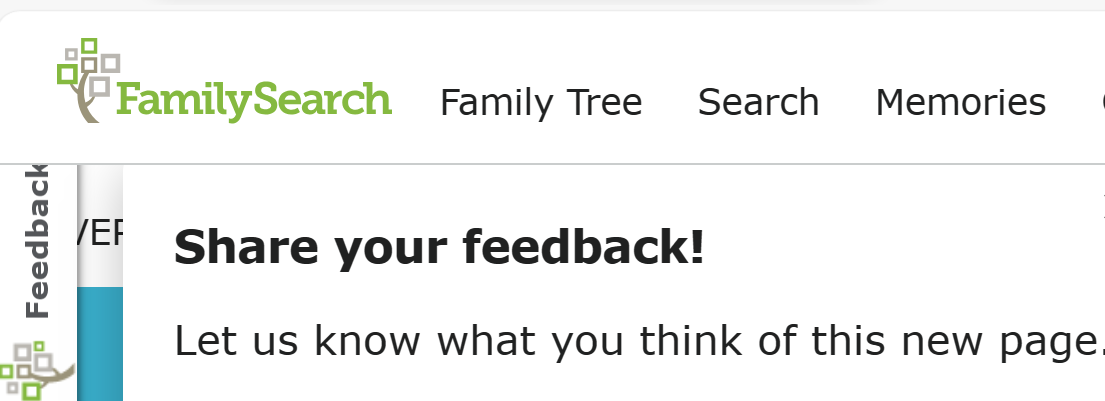 FamilySearch Family Tree Search Memories
Feedback
Share your feedback!
Let us know what you think of this new page.